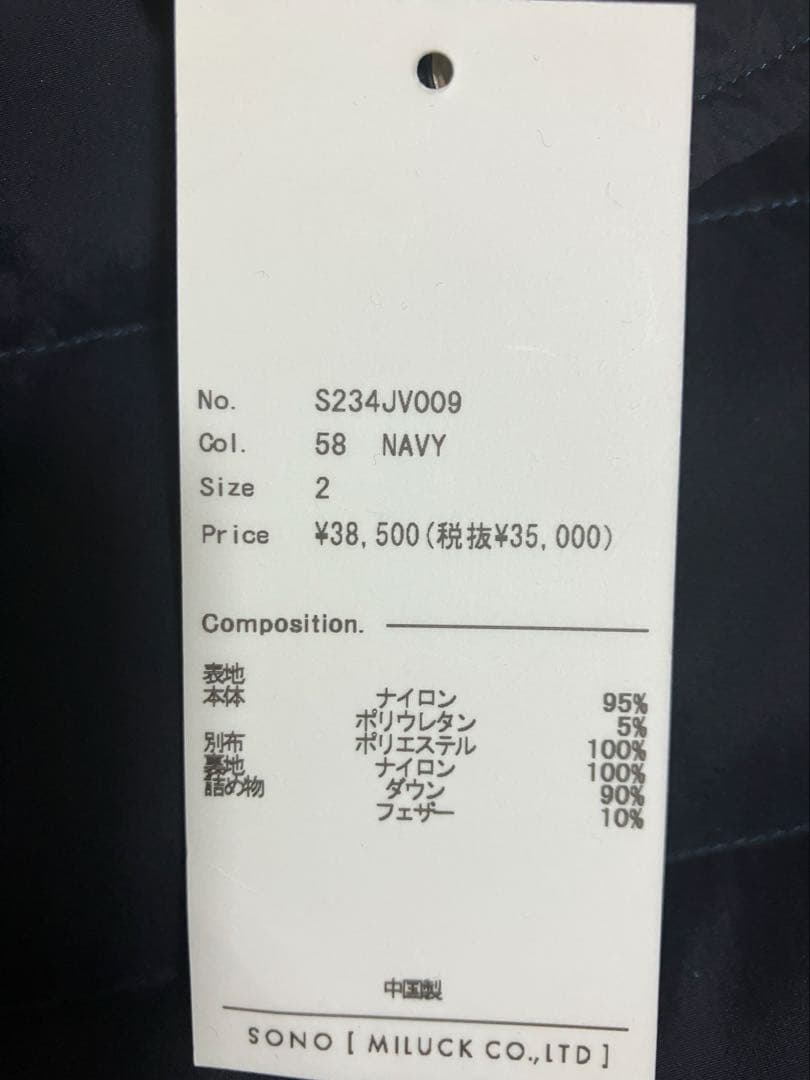 No. S234JV009
Col. 58 NAVY
Size 2
Price ¥38,500(税抜¥35,000)
Composition.
表地
本体 ナイロン 95%
ポリウレタン 5%
別布 ポリエステル 100%
裏地 ナイロン 100%
詰め物 ダウン 90%
フェザー 10%
中国製
SONO [ MILUCK CO.,LTD ]